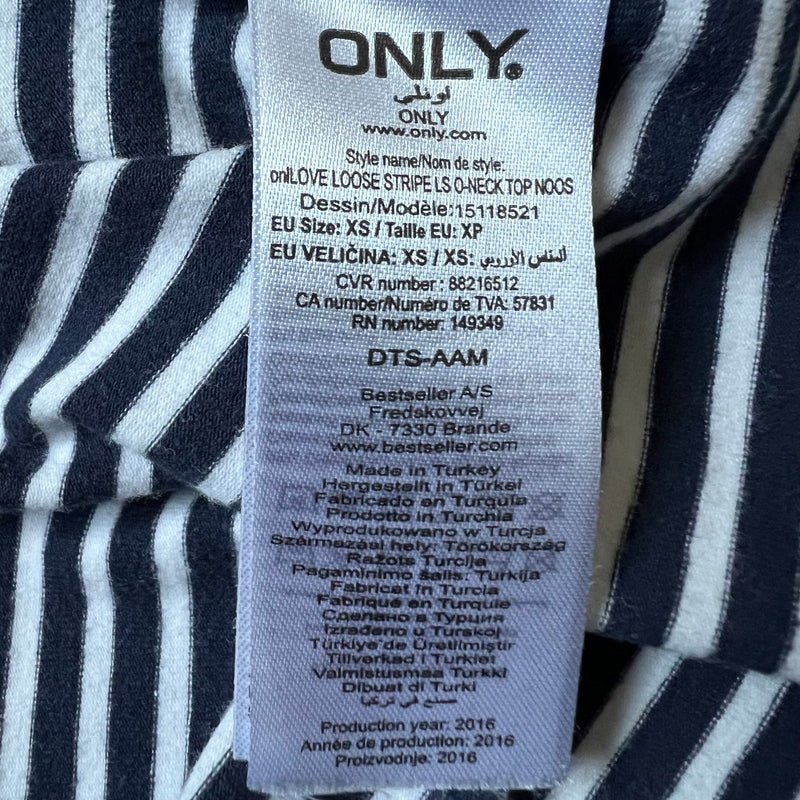 ONLY.
اونلي
ONLY
www.only.com
Style name/Nom de style:
onlLOVE LOOSE STRIPE LS O-NECK TOP NOOS
Dessin/Modèle:15118521
EU Size: XS / Taille EU: XP
EU VELIČINA: XS / XS: المقاس الأوروبي
CVR number : 88216512
CA number/Numéro de TVA: 57831
RN number: 149349
DTS-AAM
Bestseller A/S
Fredskovvej
DK - 7330 Brande
www.bestseller.com
Made in Turkey
Hergestellt in Türkei
Fabricado en Turquia
Prodotto in Turchia
Wyprodukowano w Turcja
Származási hely: Törökország
Ražots Turcija
Pagaminimo šalis: Turkija
Fabricat in Turcia
Fabriqué en Turquie
Сделано в Турция
Izrađeno u Turskoj
Türkiye de Üretilmiştir
Tillverkad i Turkiet
Valmistusmaa Turkki
Dibuat di Turki
صنع في تركيا
Production year: 2016
Année de production: 2016
Proizvodnje: 2016